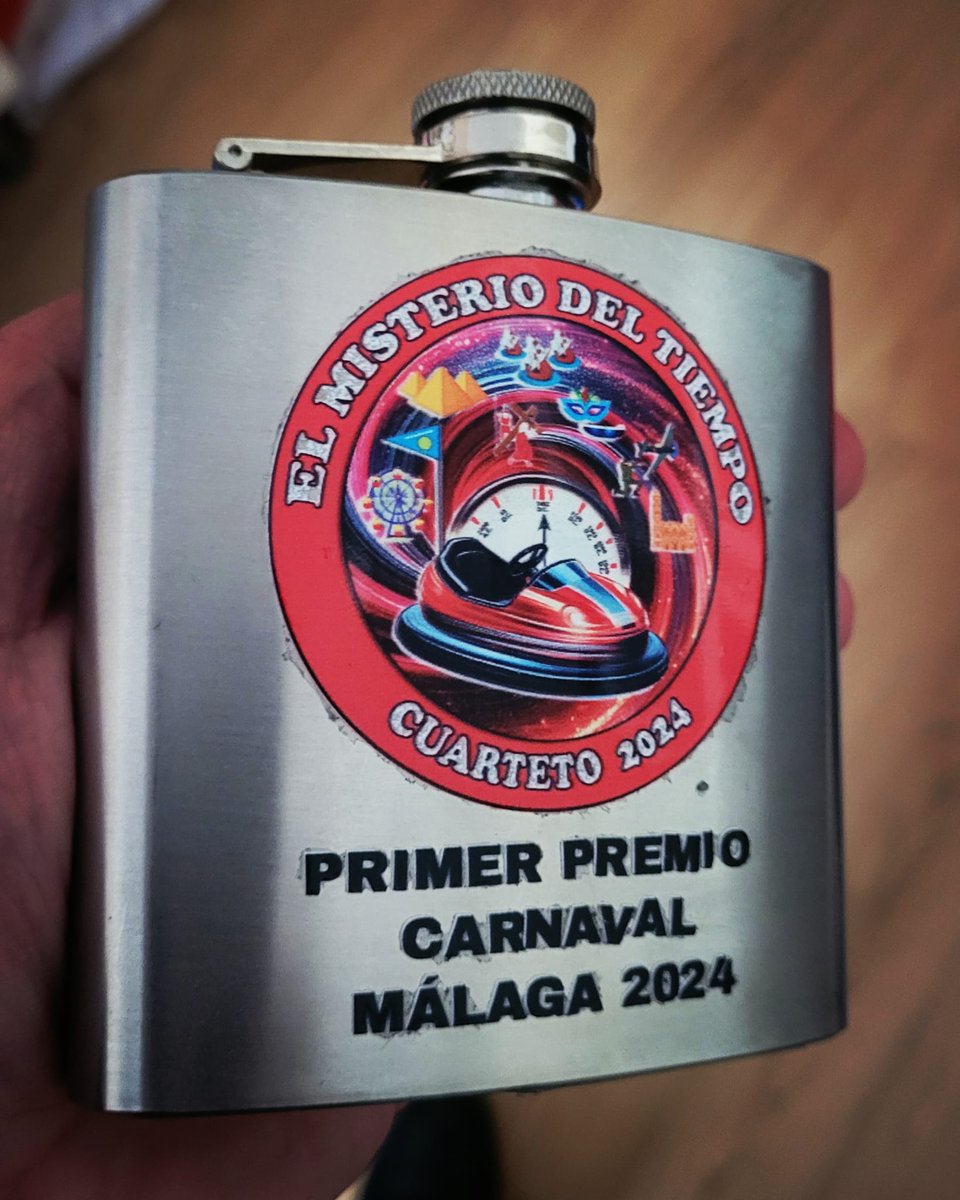 EL MISTERIO DEL TIEMPO
CUARTETO 2024
PRIMER PREMIO
CARNAVAL
MÁLAGA 2024